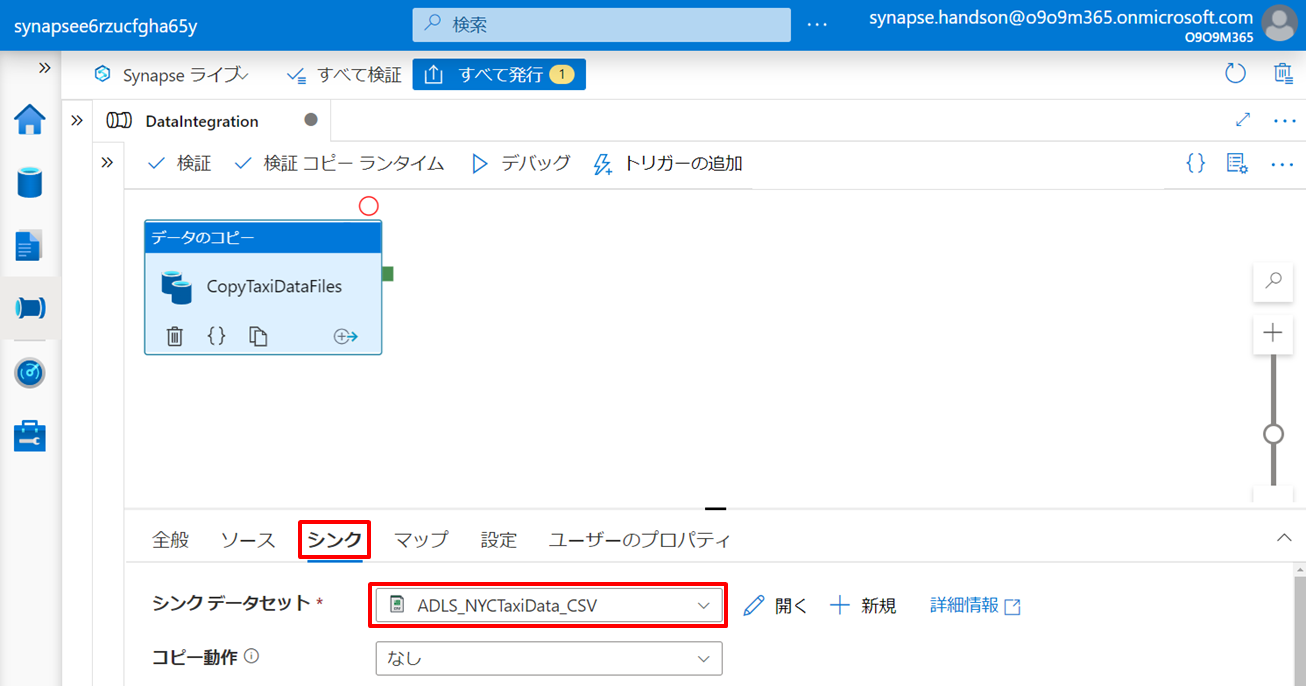 synapsee6rzucfgha65y
検索
synapse.handson@o9o9m365.onmicrosoft.com
O9O9M365
Synapse ライブ
すべて検証
すべて発行 1
DataIntegration
検証
検証 コピー ランタイム
デバッグ
トリガーの追加
データのコピー
CopyTaxiDataFiles
全般
ソース
シンク
マップ
設定
ユーザーのプロパティ
シンク データセット *
ADLS_NYCTaxiData_CSV
開く
新規
詳細情報
コピー動作
なし